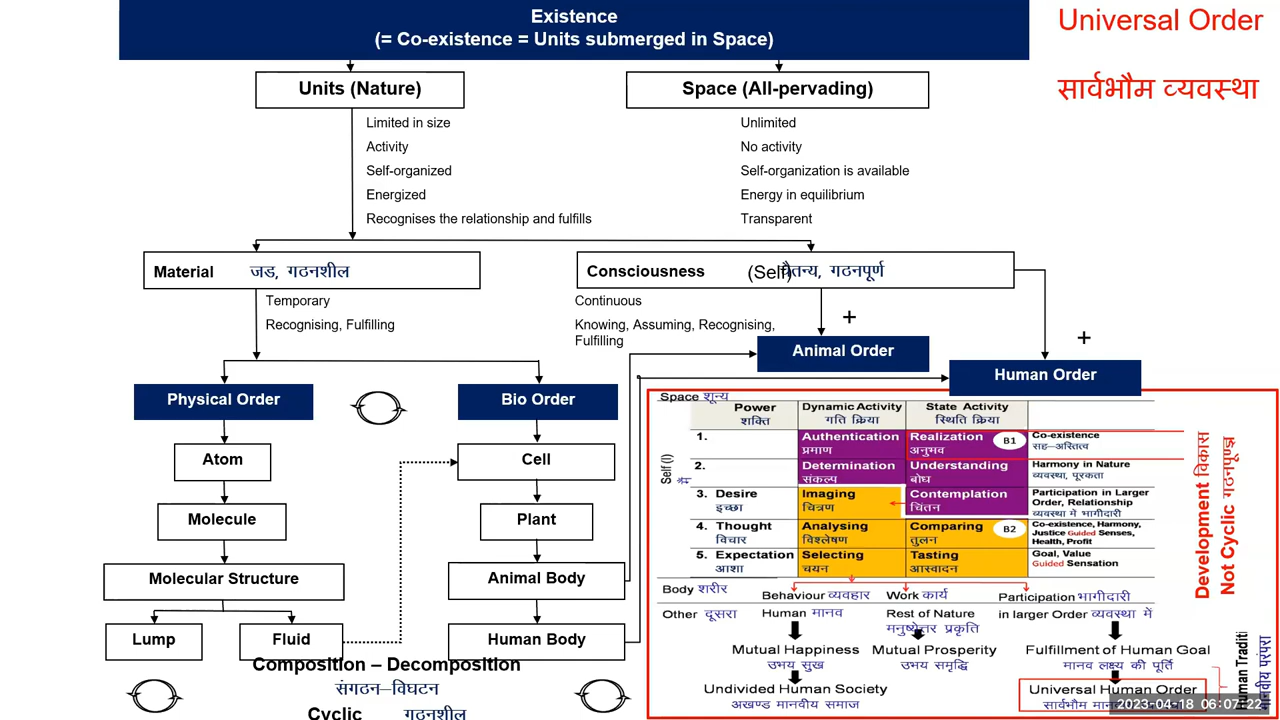 Existence
(= Co-existence = Units submerged in Space)
Universal Order
सार्वभौम व्यवस्था
Units (Nature)
Space (All-pervading)
Limited in size
Activity
Self-organized
Energized
Recognises the relationship and fulfills
Unlimited
No activity
Self-organization is available
Energy in equilibrium
Transparent
Material जड, गठनशील
Consciousness (Self) चैतन्य, गठनपूर्ण
Temporary
Recognising, Fulfilling
Continuous
Knowing, Assuming, Recognising,
Fulfilling
+
+
Animal Order
Human Order
Physical Order
Bio Order
Atom
Cell
Molecule
Plant
Molecular Structure
Animal Body
Lump
Fluid
Human Body
Composition – Decomposition
संगठन–विघटन
Cyclic गठनशील
Space शून्य
Power Dynamic Activity State Activity
शक्ति गति क्रिया स्थिति क्रिया
Self (I)
मैं
1. Authentication Realization B1 Co-existence
प्रमाण अनुभव सह–अस्तित्व
2. Determination Understanding Harmony in Nature
संकल्प बोध व्यवस्था, पूरकता
3. Desire Imaging Contemplation Participation in Larger
Order, Relationship
इच्छा चित्रण चिंतन व्यवस्था में भागीदारी
4. Thought Analysing Comparing B2 Co-existence, Harmony,
विचार विश्लेषण तुलन Justice Guided Senses,
Health, Profit
5. Expectation Selecting Tasting Goal, Value
आशा चयन आस्वादन Guided Sensation
Body शरीर Behaviour व्यवहार Work कार्य Participation भागीदारी
Other दूसरा Human मानव Rest of Nature in larger Order व्यवस्था में
मनुष्येत्तर प्रकृति
Mutual Happiness Mutual Prosperity Fulfillment of Human Goal
उभय सुख उभय समृद्धि मानव लक्ष्य की पूर्ति
Undivided Human Society Universal Human Order
अखण्ड मानवीय समाज सार्वभौम
2023-04-18 06:07:22
Development विकास
Not Cyclic गठनपूर्ण
Human Traditi
मानवीय परंपरा